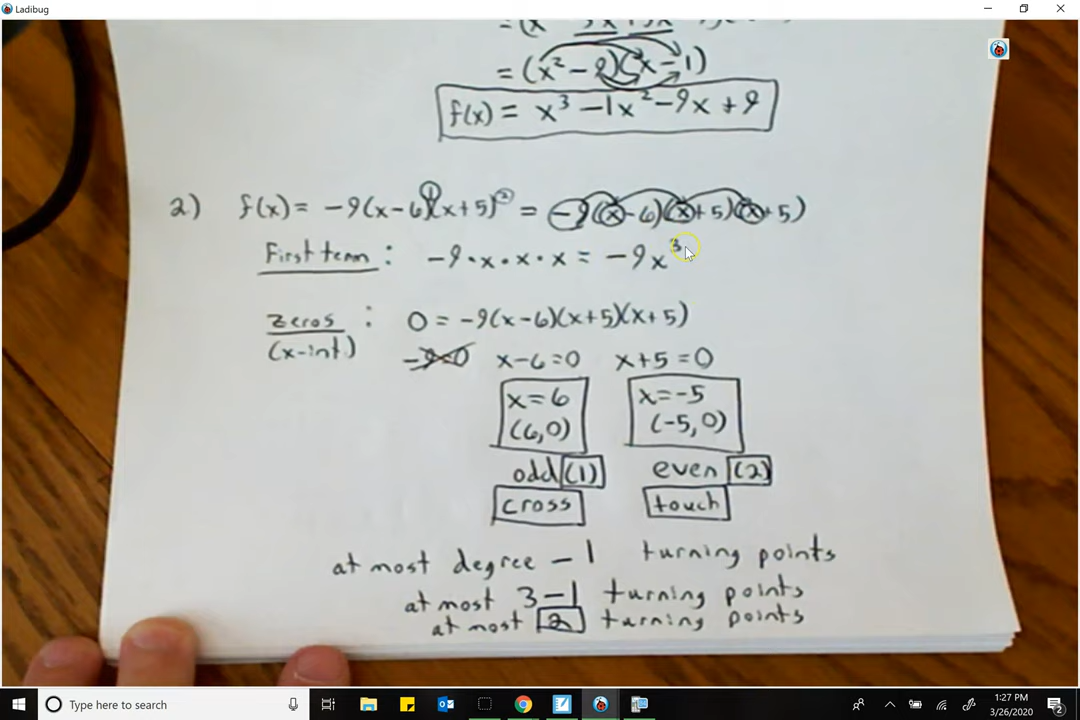 Ladibug
= (x² - 9)(x - 1)
f(x) = x³ - 1x² - 9x + 9
2) f(x) = -9(x-6)¹(x+5)² = -9(x-6)(x+5)(x+5)
First term : -9 • x • x • x = -9x³
Zeros : 0 = -9(x-6)(x+5)(x+5)
(x-int) -9=0 x-6=0 x+5=0
x=6 x=-5
(6,0) (-5,0)
odd (1) even (2)
cross touch
at most degree - 1 turning points
at most 3-1 turning points
at most 2 turning points
Type here to search
1:27 PM
3/26/2020
2